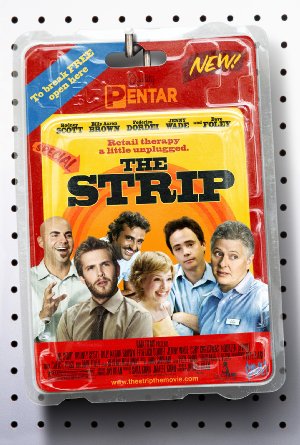 To break FREE
open here
NEW!
PENTAR
Rodney
SCOTT
Billy Aaron
BROWN
Federico
DORDEI
Jenny
WADE
and
Dave
FOLEY
Retail therapy
a little unplugged.
SPECIAL
THE
STRIP
www.thestripthemovie.com